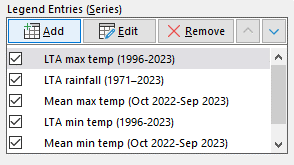 Legend Entries (Series)
Add Edit Remove
LTA max temp (1996-2023)
LTA rainfall (1971–2023)
Mean max temp (Oct 2022-Sep 2023)
LTA min temp (1996-2023)
Mean min temp (Oct 2022-Sep 2023)